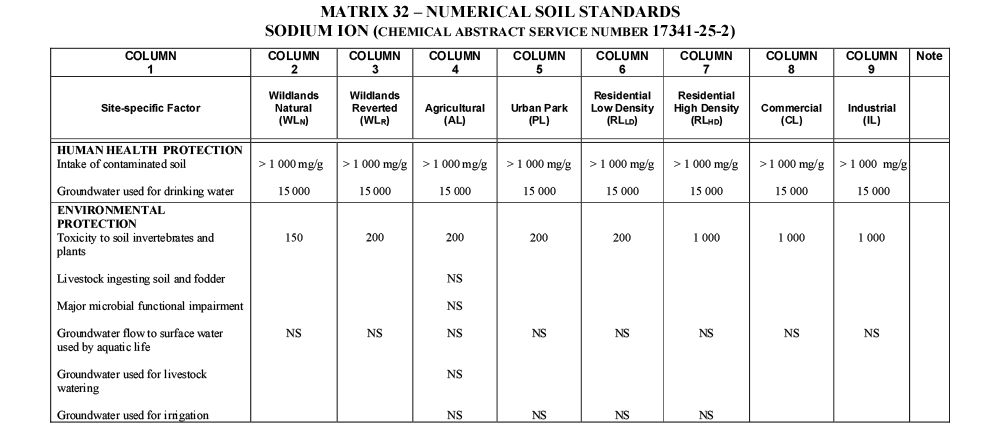 MATRIX 32 – NUMERICAL SOIL STANDARDS
SODIUM ION (CHEMICAL ABSTRACT SERVICE NUMBER 17341-25-2)
COLUMN 1 COLUMN 2 COLUMN 3 COLUMN 4 COLUMN 5 COLUMN 6 COLUMN 7 COLUMN 8 COLUMN 9 Note
Site-specific Factor Wildlands Natural (WLN) Wildlands Reverted (WLR) Agricultural (AL) Urban Park (PL) Residential Low Density (RLLD) Residential High Density (RLHD) Commercial (CL) Industrial (IL)
HUMAN HEALTH PROTECTION
Intake of contaminated soil > 1 000 mg/g > 1 000 mg/g > 1 000 mg/g > 1 000 mg/g > 1 000 mg/g > 1 000 mg/g > 1 000 mg/g > 1 000 mg/g
Groundwater used for drinking water 15 000 15 000 15 000 15 000 15 000 15 000 15 000 15 000
ENVIRONMENTAL
PROTECTION
Toxicity to soil invertebrates and 150 200 200 200 200 1 000 1 000 1 000
plants
Livestock ingesting soil and fodder NS
Major microbial functional impairment NS
Groundwater flow to surface water NS NS NS NS NS NS NS NS
used by aquatic life
Groundwater used for livestock NS
watering
Groundwater used for irrigation NS NS NS NS